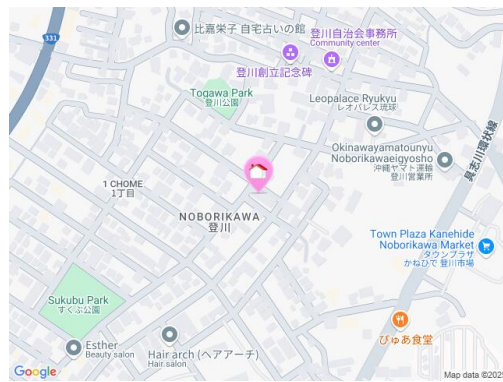 331
比嘉栄子 自宅占いの館
登川自治会事務所
Community center
登川創立記念碑
Togawa Park
登川公園
Leopalace Ryukyu
レオパレス琉球
Okinawayamatounyu
Noborikawaeigyosho
沖縄ヤマト運輸
登川営業所
具志川環状線
1 CHOME
1丁目
NOBORIKAWA
登川
Town Plaza Kanehide
Noborikawa Market
タウンプラザ
かねひで 登川市場
Sukubu Park
すくぶ公園
Esther
Beauty salon
Hair arch (ヘアアーチ)
Hair salon
ぴゅあ食堂
Google
Map data ©2025